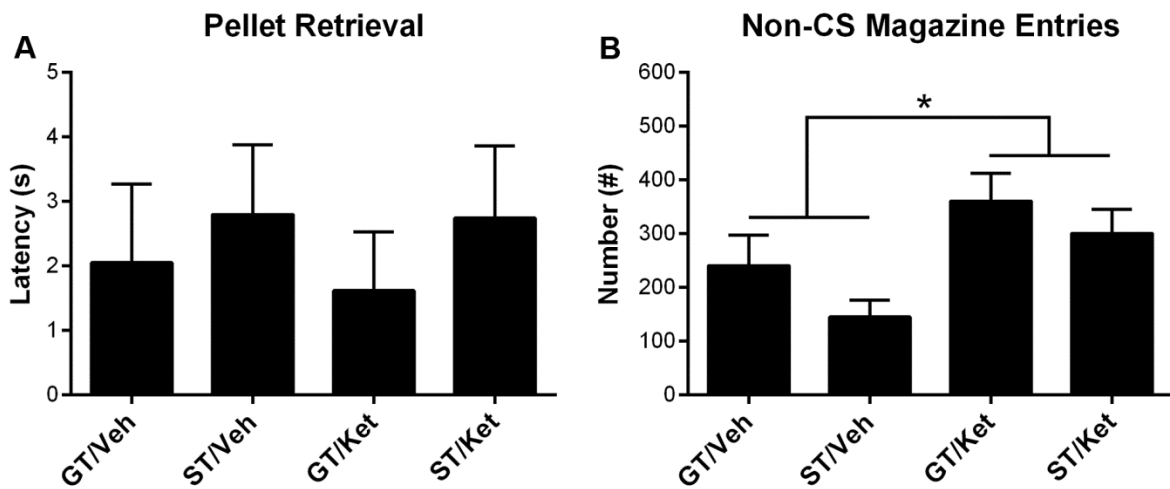 Pellet Retrieval
A
Latency (s)
5
4
3
2
1
0
GT/Veh
ST/Veh
GT/Ket
ST/Ket
Non-CS Magazine Entries
B
Number (#)
600
500
400
300
200
100
0
*
GT/Veh
ST/Veh
GT/Ket
ST/Ket